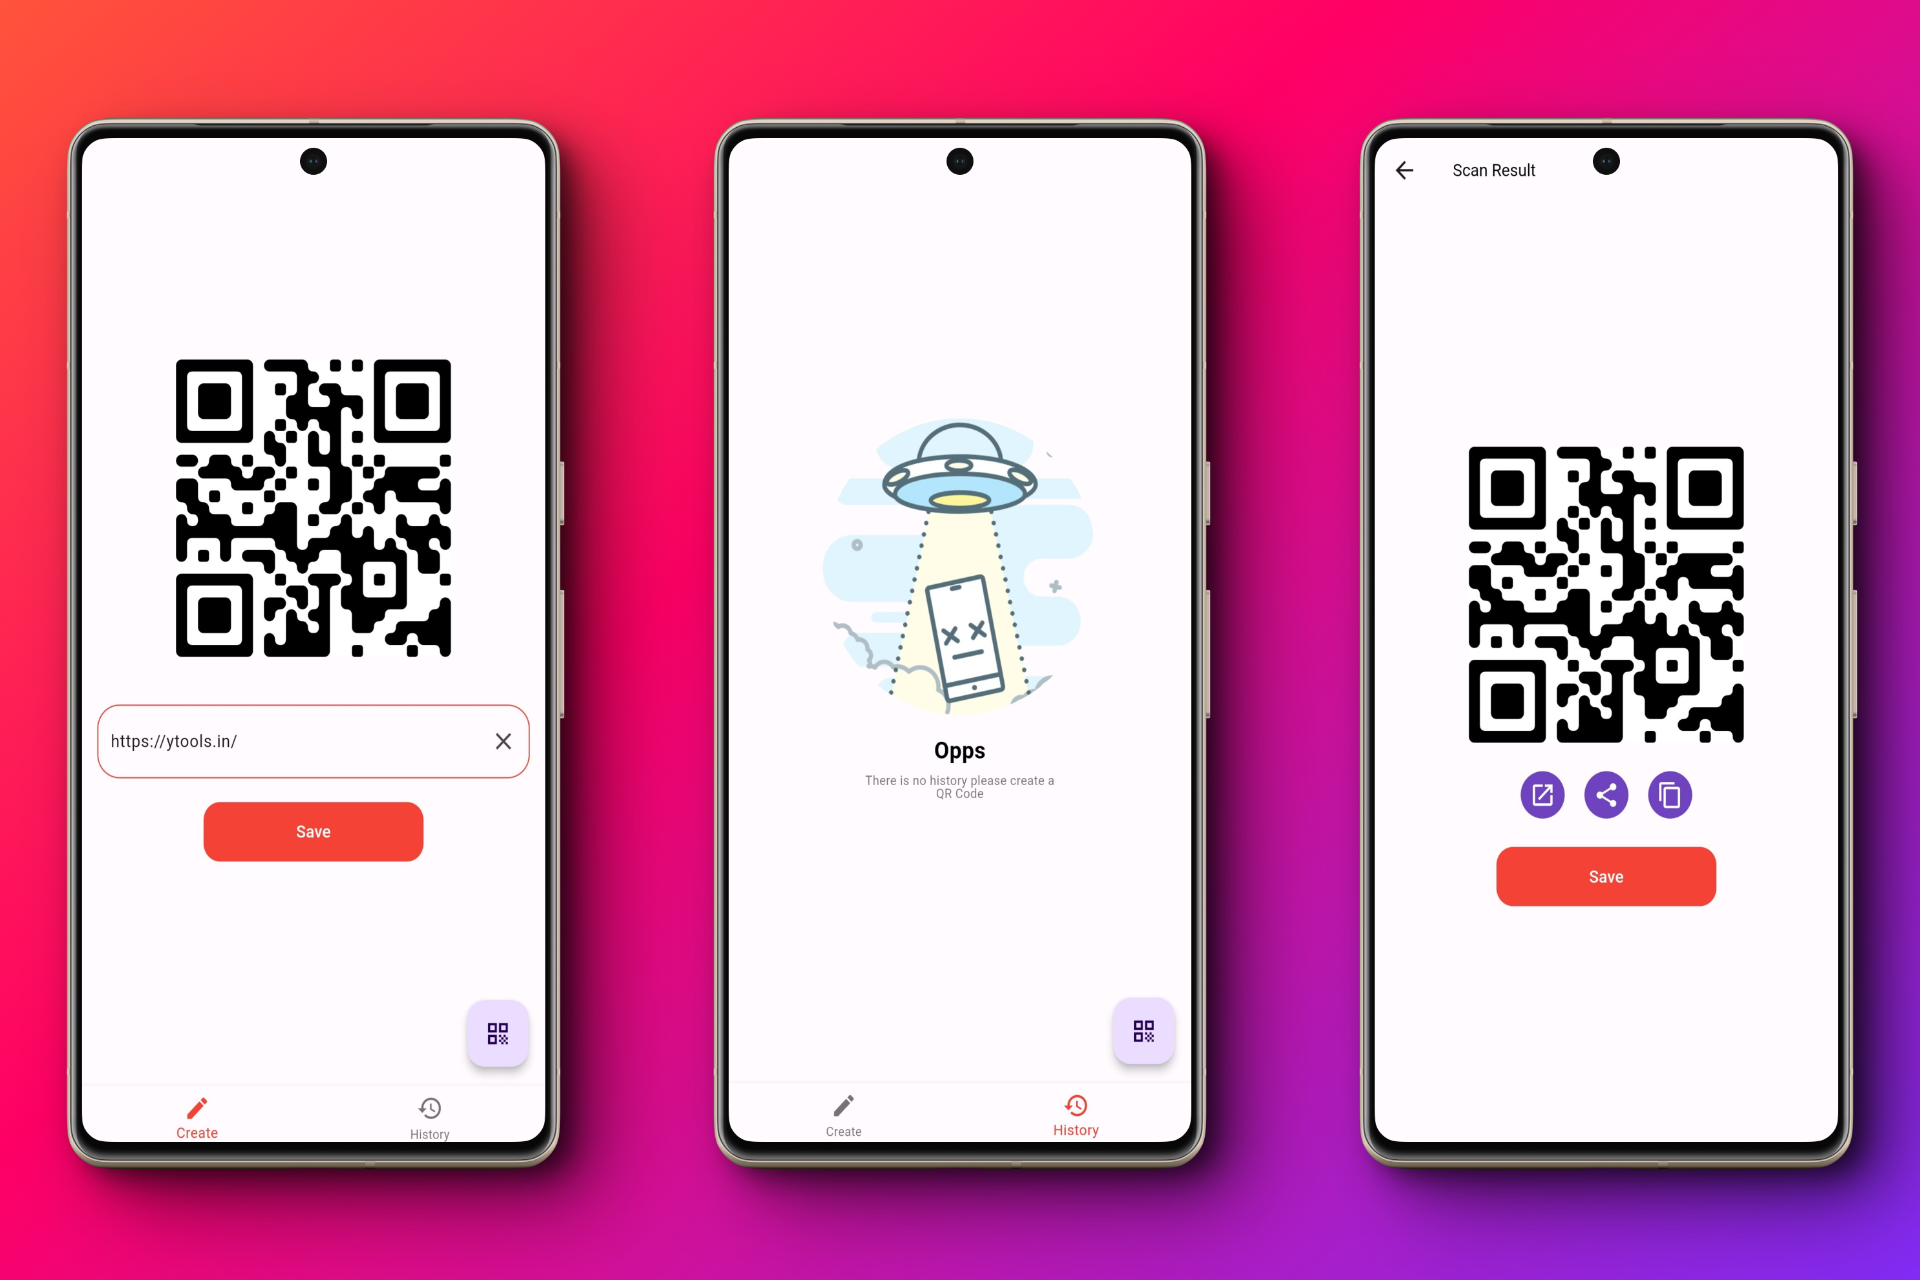 https://ytools.in/
Save
Create
History
Opps
There is no history please create a
QR Code
Create
History
Scan Result
Save